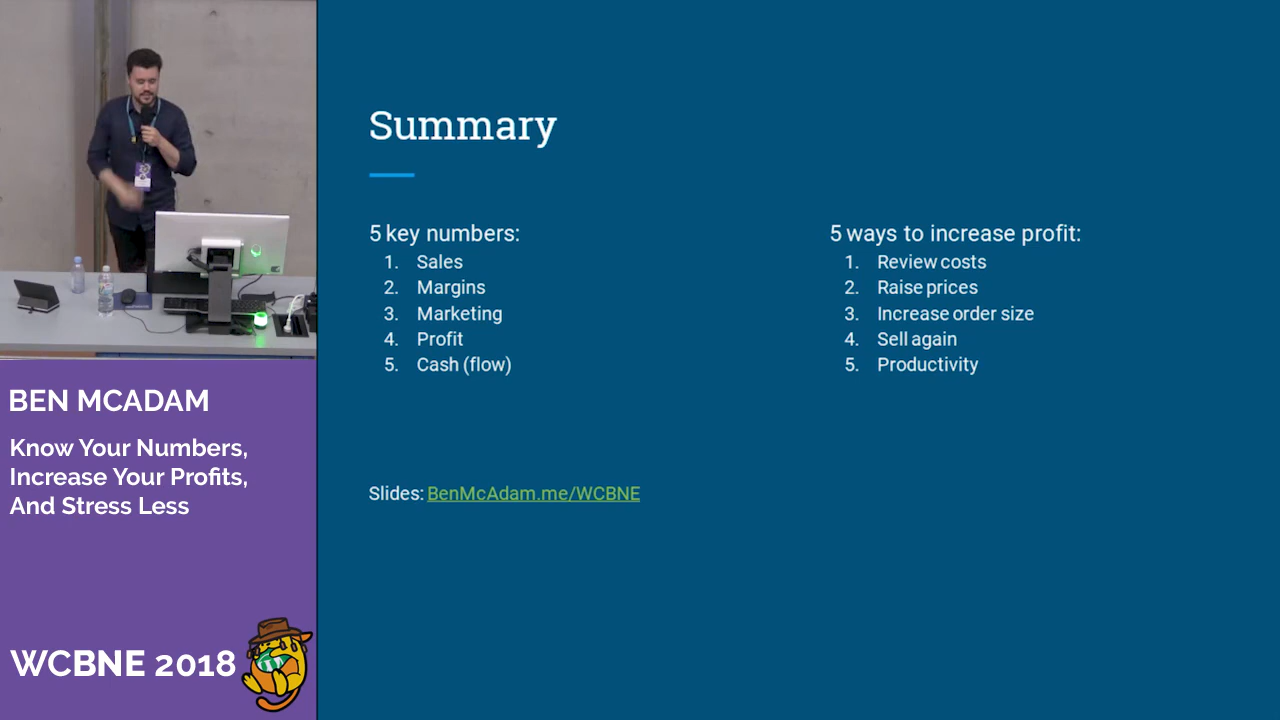 Summary
5 key numbers:
1. Sales
2. Margins
3. Marketing
4. Profit
5. Cash (flow)
5 ways to increase profit:
1. Review costs
2. Raise prices
3. Increase order size
4. Sell again
5. Productivity
Slides: BenMcAdam.me/WCBNE
BEN MCADAM
Know Your Numbers,
Increase Your Profits,
And Stress Less
WCBNE 2018